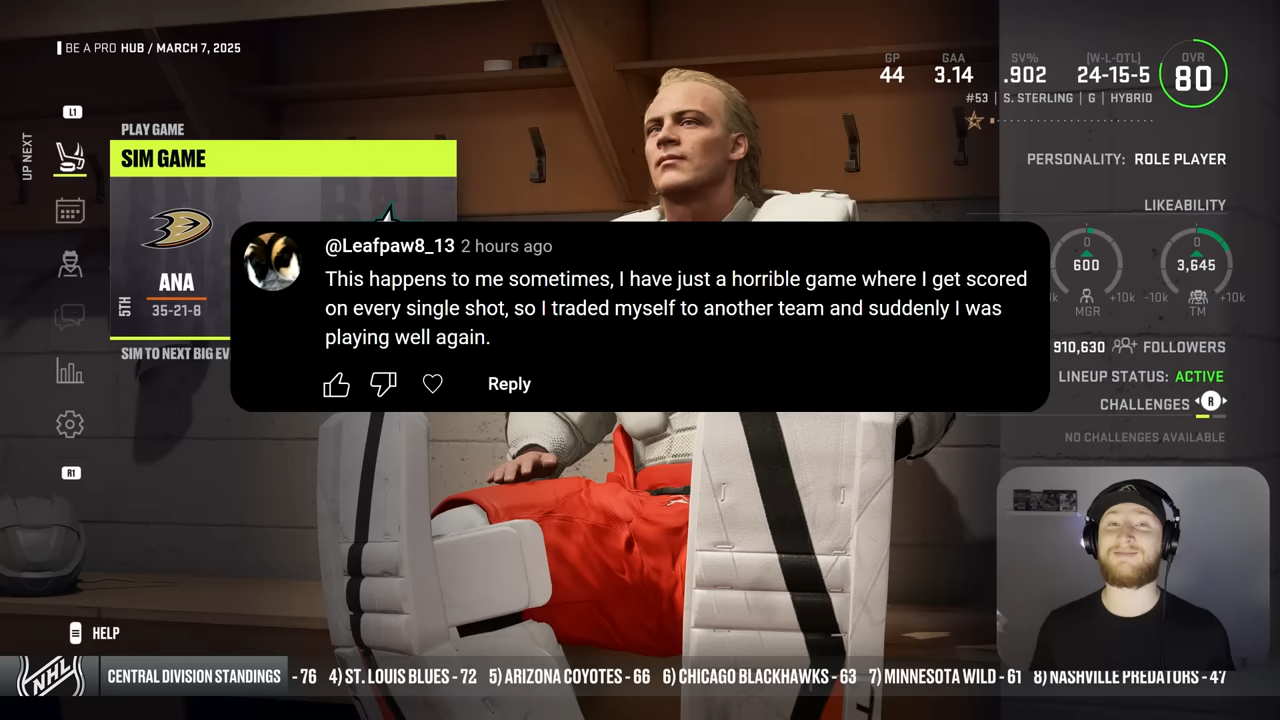 BE A PRO HUB / MARCH 7, 2025
L1
UP NEXT
PLAY GAME
SIM GAME
ANA
5TH
35-21-8
SIM TO NEXT BIG EV
R1
HELP
GP
44
GAA
3.14
SV%
.902
[W-L-OTL]
24-15-5
OVR
80
#53 | S. STERLING | G | HYBRID
PERSONALITY: ROLE PLAYER
LIKEABILITY
0
600
+10k
MGR
0
3,645
-10k
+10k
TM
910,630 FOLLOWERS
LINEUP STATUS: ACTIVE
CHALLENGES R
NO CHALLENGES AVAILABLE
@Leafpaw8_13 2 hours ago
This happens to me sometimes, I have just a horrible game where I get scored
on every single shot, so I traded myself to another team and suddenly I was
playing well again.
Reply
NHL
CENTRAL DIVISION STANDINGS - 76 4) ST. LOUIS BLUES - 72 5) ARIZONA COYOTES - 66 6) CHICAGO BLACKHAWKS - 63 7) MINNESOTA WILD - 61 8) NASHVILLE PREDATORS - 47